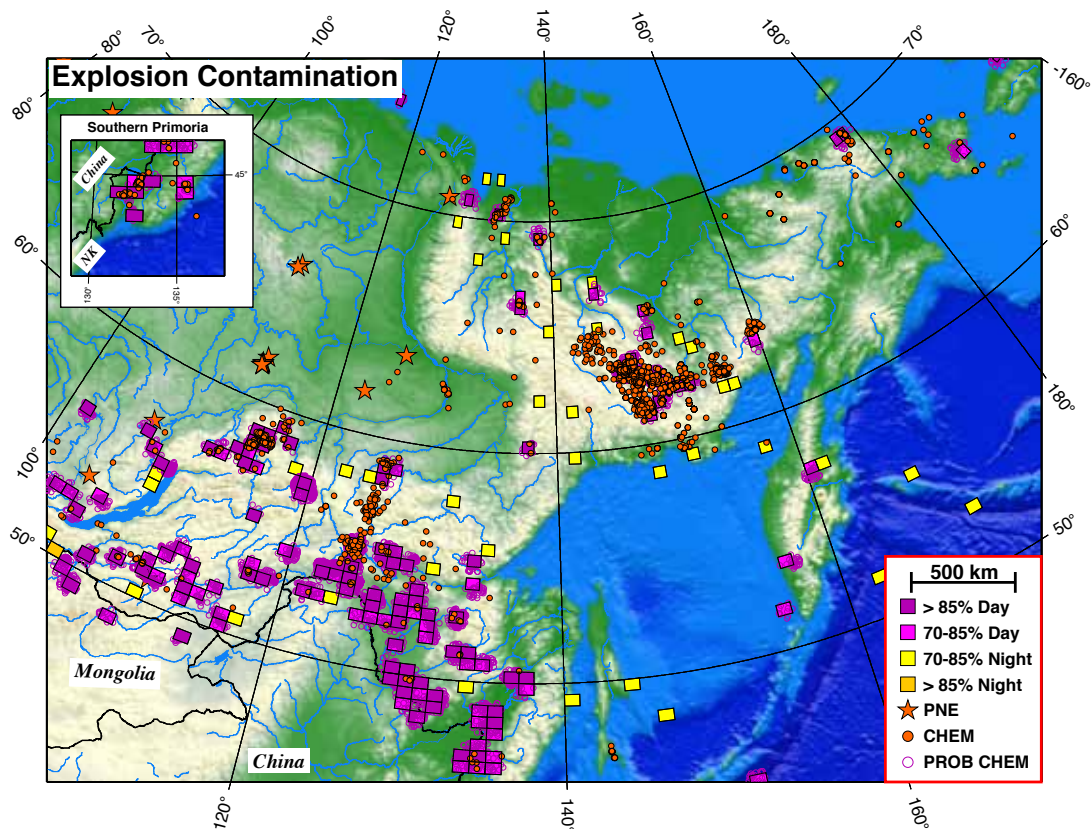 80° 70° 100° 120° 140° 160° 180° 70° -160°
Explosion Contamination
80°
Southern Primoria
China
45°
NK
130° 135°
60°
60°
180°
100°
50°
50°
500 km
> 85% Day
70-85% Day
70-85% Night
> 85% Night
PNE
CHEM
PROB CHEM
Mongolia
China
120° 140° 160°